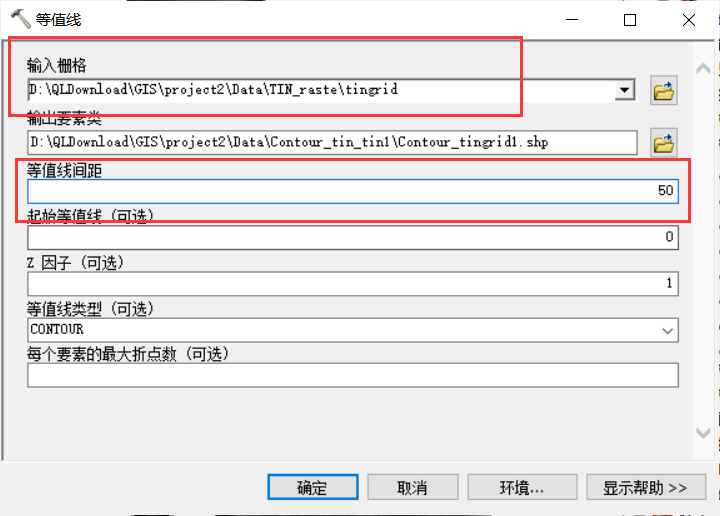 等值线
输入栅格
D:\QLDownload\GIS\project2\Data\TIN_raste\tingrid
输出要素类
D:\QLDownload\GIS\project2\Data\Contour_tin_tin1\Contour_tingrid1.shp
等值线间距
50
起始等值线 (可选)
0
Z 因子 (可选)
1
等值线类型 (可选)
CONTOUR
每个要素的最大折点数 (可选)
确定 取消 环境... 显示帮助 >>